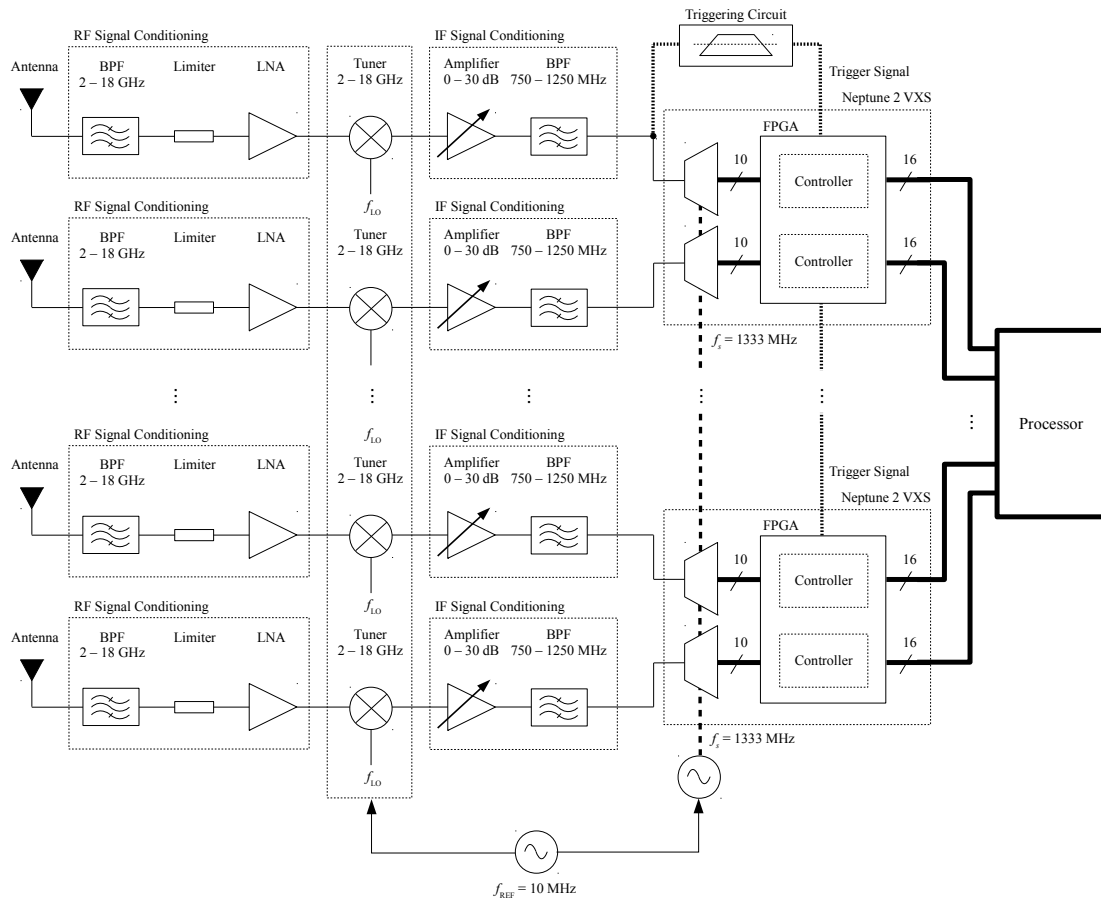 Triggering Circuit
RF Signal Conditioning
IF Signal Conditioning
Antenna
BPF
2 – 18 GHz
Limiter
LNA
Tuner
2 – 18 GHz
Amplifier
0 – 30 dB
BPF
750 – 1250 MHz
Trigger Signal
Neptune 2 VXS
FPGA
10
Controller
16
f_LO
RF Signal Conditioning
IF Signal Conditioning
Antenna
BPF
2 – 18 GHz
Limiter
LNA
Tuner
2 – 18 GHz
Amplifier
0 – 30 dB
BPF
750 – 1250 MHz
10
Controller
16
f_s = 1333 MHz
...
...
...
...
...
f_LO
RF Signal Conditioning
IF Signal Conditioning
Antenna
BPF
2 – 18 GHz
Limiter
LNA
Tuner
2 – 18 GHz
Amplifier
0 – 30 dB
BPF
750 – 1250 MHz
Trigger Signal
Neptune 2 VXS
FPGA
10
Controller
16
Processor
f_LO
RF Signal Conditioning
IF Signal Conditioning
Antenna
BPF
2 – 18 GHz
Limiter
LNA
Tuner
2 – 18 GHz
Amplifier
0 – 30 dB
BPF
750 – 1250 MHz
10
Controller
16
f_s = 1333 MHz
f_LO
f_REF = 10 MHz